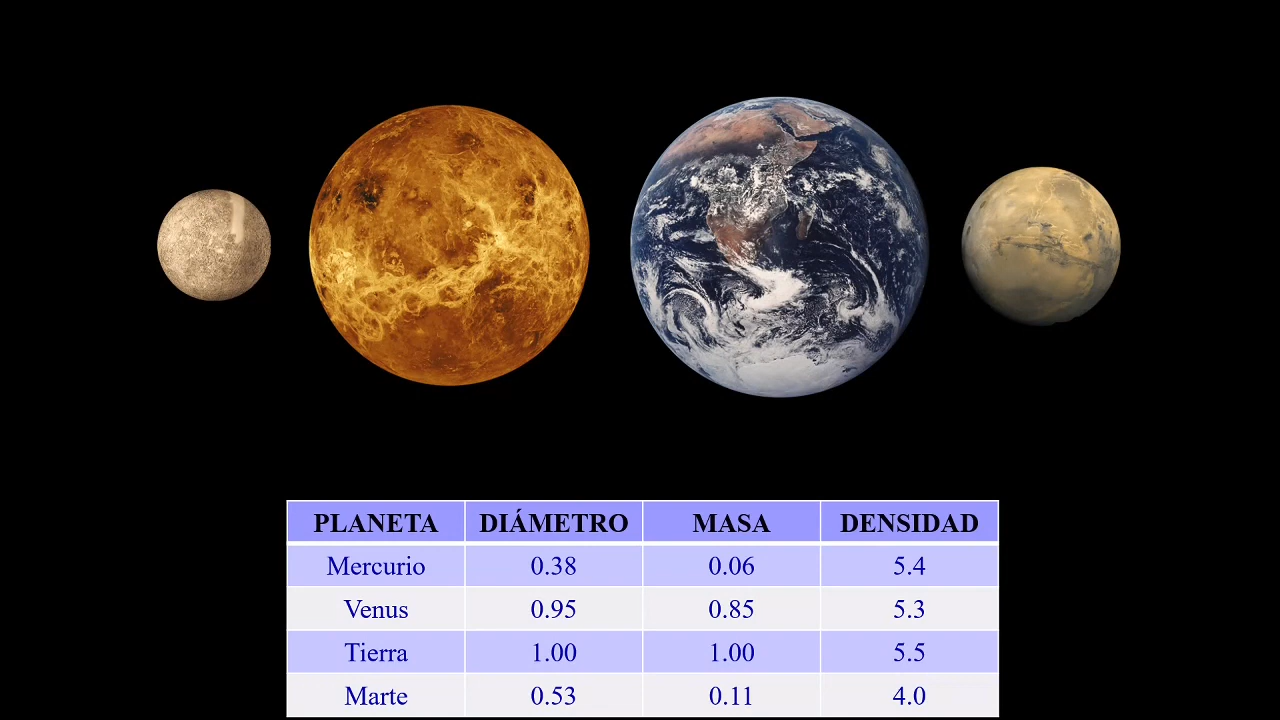 PLANETA DIÁMETRO MASA DENSIDAD
Mercurio 0.38 0.06 5.4
Venus 0.95 0.85 5.3
Tierra 1.00 1.00 5.5
Marte 0.53 0.11 4.0